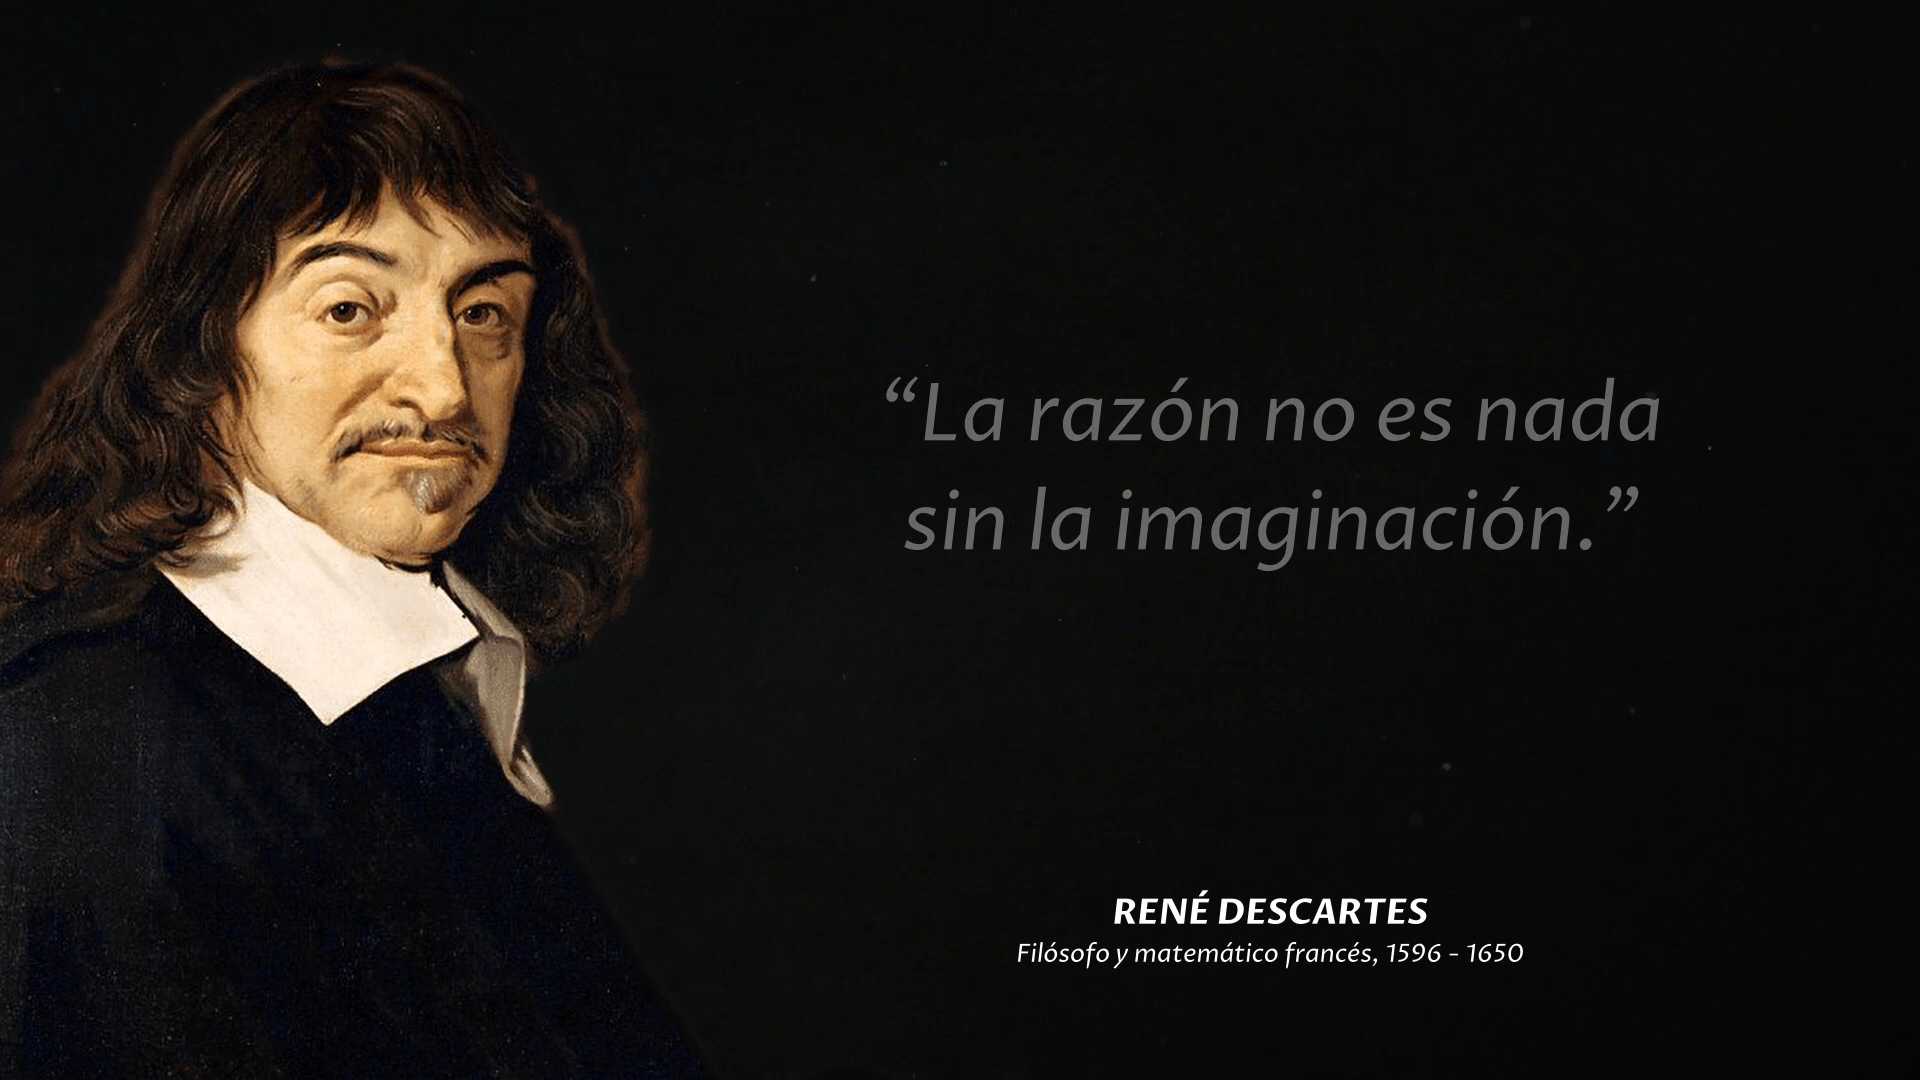 “La razón no es nada
sin la imaginación.”
RENÉ DESCARTES
Filósofo y matemático francés, 1596 - 1650